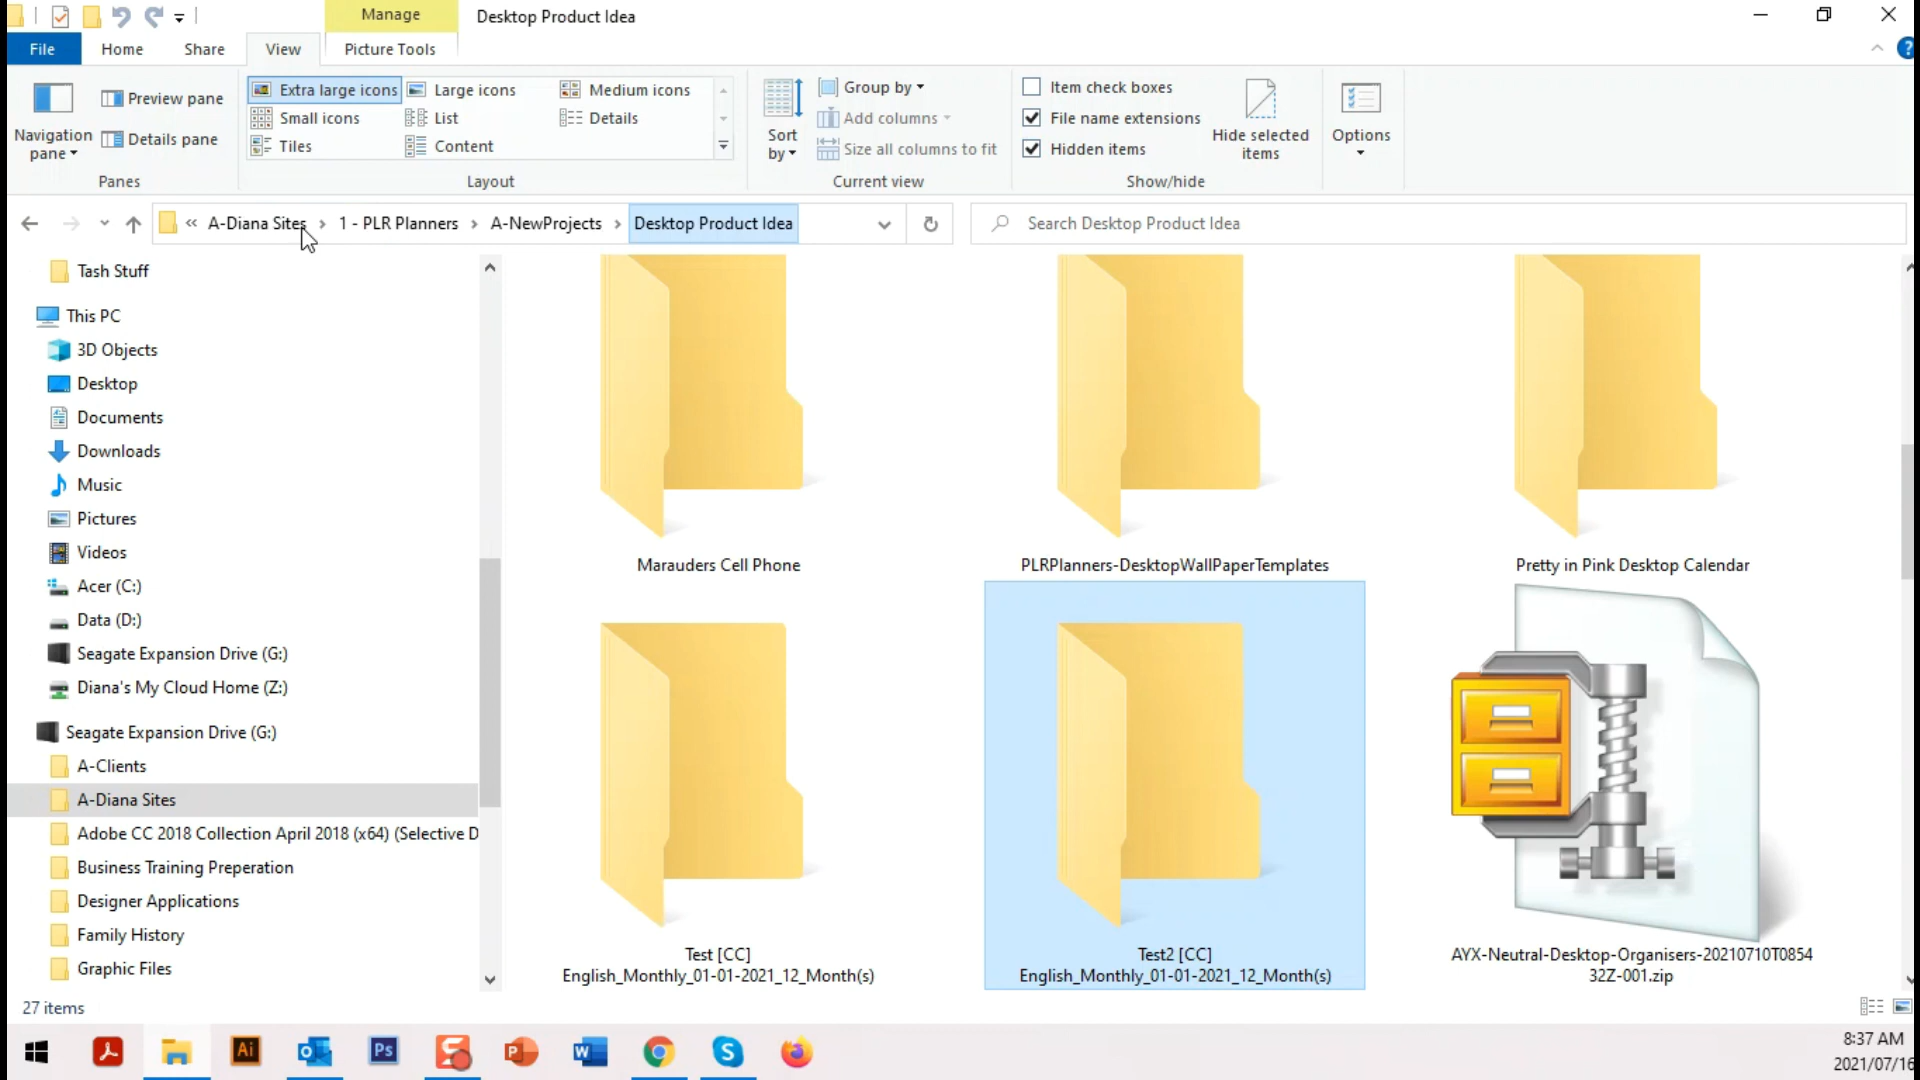 Manage
Desktop Product Idea
File
Home
Share
View
Picture Tools
Navigation
pane
Preview pane
Details pane
Panes
Extra large icons
Large icons
Medium icons
Small icons
List
Details
Tiles
Content
Layout
Sort
by
Group by
Add columns
Size all columns to fit
Current view
Item check boxes
File name extensions
Hidden items
Hide selected
items
Show/hide
Options
« A-Diana Sites › 1 - PLR Planners › A-NewProjects › Desktop Product Idea
Search Desktop Product Idea
Tash Stuff
This PC
3D Objects
Desktop
Documents
Downloads
Music
Pictures
Videos
Acer (C:)
Data (D:)
Seagate Expansion Drive (G:)
Diana's My Cloud Home (Z:)
Seagate Expansion Drive (G:)
A-Clients
A-Diana Sites
Adobe CC 2018 Collection April 2018 (x64) (Selective D
Business Training Preperation
Designer Applications
Family History
Graphic Files
Marauders Cell Phone
PLRPlanners-DesktopWallPaperTemplates
Pretty in Pink Desktop Calendar
Test [CC]
English_Monthly_01-01-2021_12_Month(s)
Test2 [CC]
English_Monthly_01-01-2021_12_Month(s)
AYX-Neutral-Desktop-Organisers-20210710T0854
32Z-001.zip
27 items
Ai
Ps
8:37 AM
2021/07/16